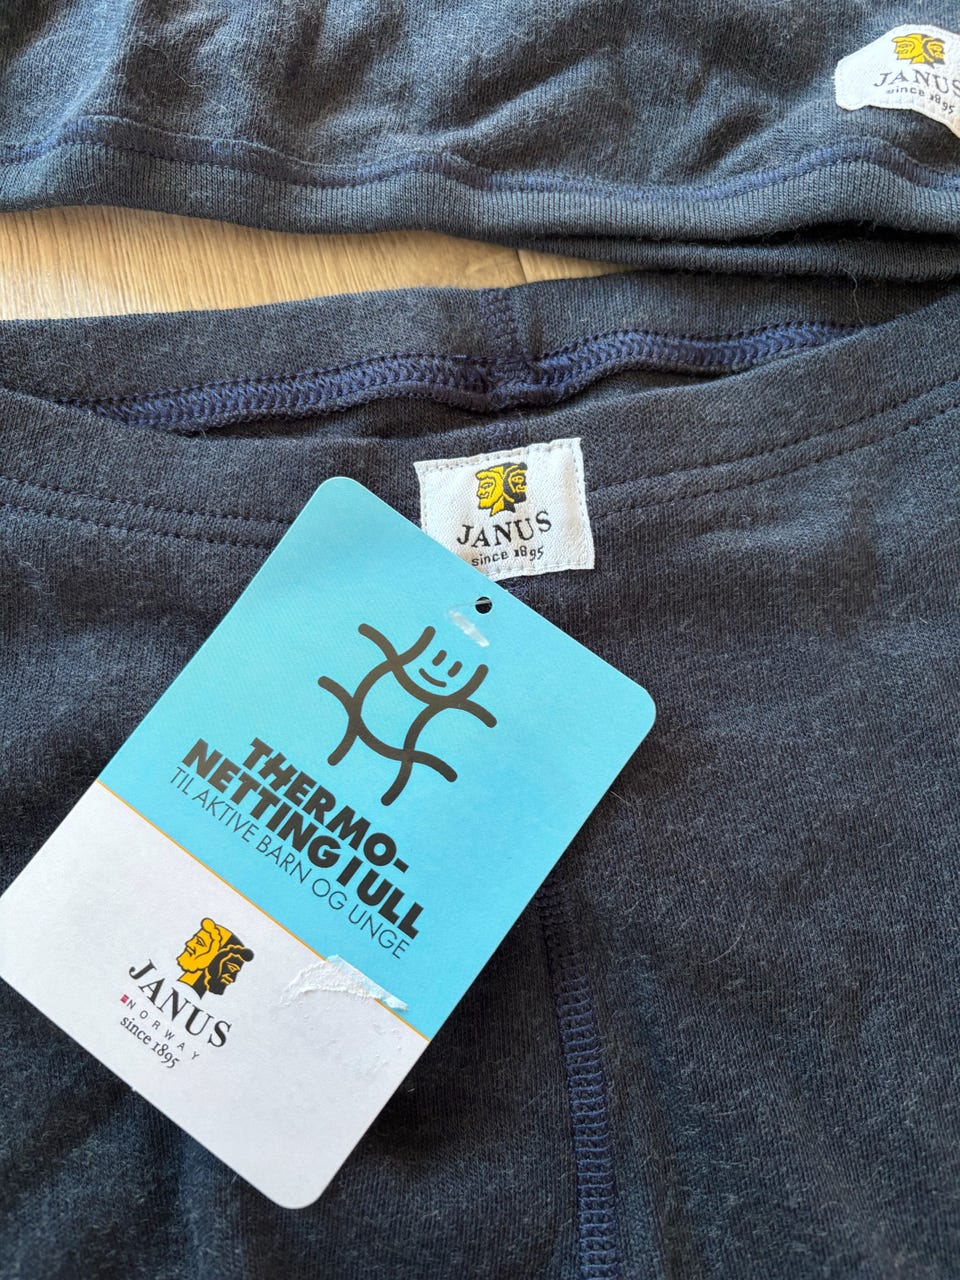 JANUS
since 1895
JANUS
since 1895
THERMO-
NETTING I ULL
TIL AKTIVE BARN OG UNGE
JANUS
NORWAY
since 1895